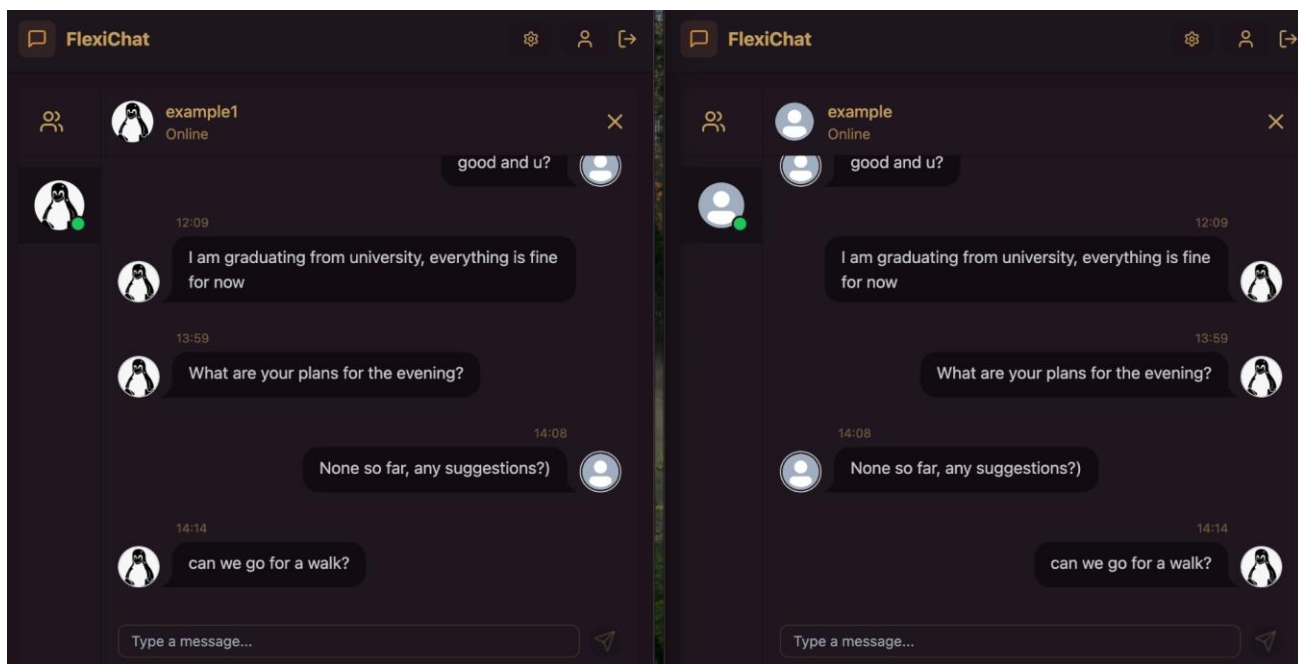 FlexiChat
example1
Online
good and u?
12:09
I am graduating from university, everything is fine
for now
13:59
What are your plans for the evening?
14:08
None so far, any suggestions?)
14:14
can we go for a walk?
Type a message...
FlexiChat
example
Online
good and u?
12:09
I am graduating from university, everything is fine
for now
13:59
What are your plans for the evening?
14:08
None so far, any suggestions?)
14:14
can we go for a walk?
Type a message...